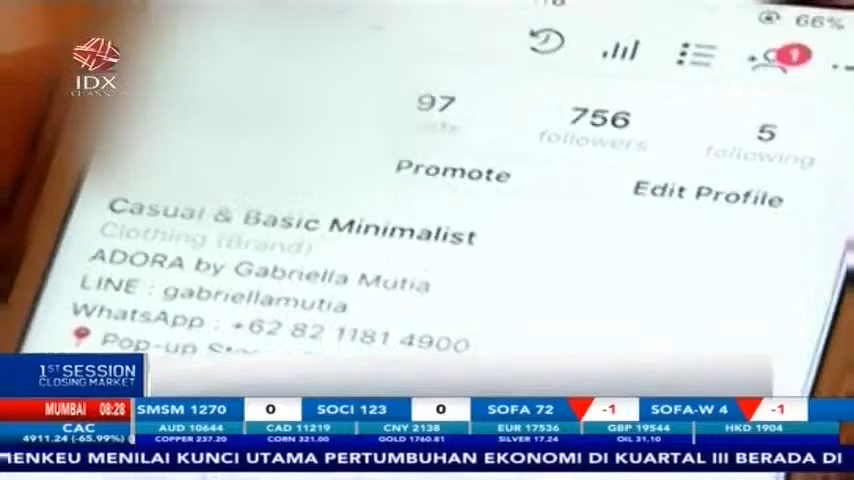 66%
IDX
CHANNEL
1
97 756 5
followers following
Promote Edit Profile
Casual & Basic Minimalist
Clothing (Brand)
ADORA by Gabriella Mutia
LINE : gabriellamutia
WhatsApp : +62 82 1181 4900
Pop-up
1ST SESSION
CLOSING MARKET
MUMBAI 08:28 SMSM 1270 0 SOCI 123 0 SOFA 72 -1 SOFA-W 4 -1
CAC AUD 10644 CAD 11219 CNY 2138 EUR 17536 GBP 19544 HKD 1904
4911.24 (-65.99%) COPPER 237.20 CORN 321.00 GOLD 1760.81 SILVER 17.24 OIL 31.10
MENKEU MENILAI KUNCI UTAMA PERTUMBUHAN EKONOMI DI KUARTAL III BERADA DI